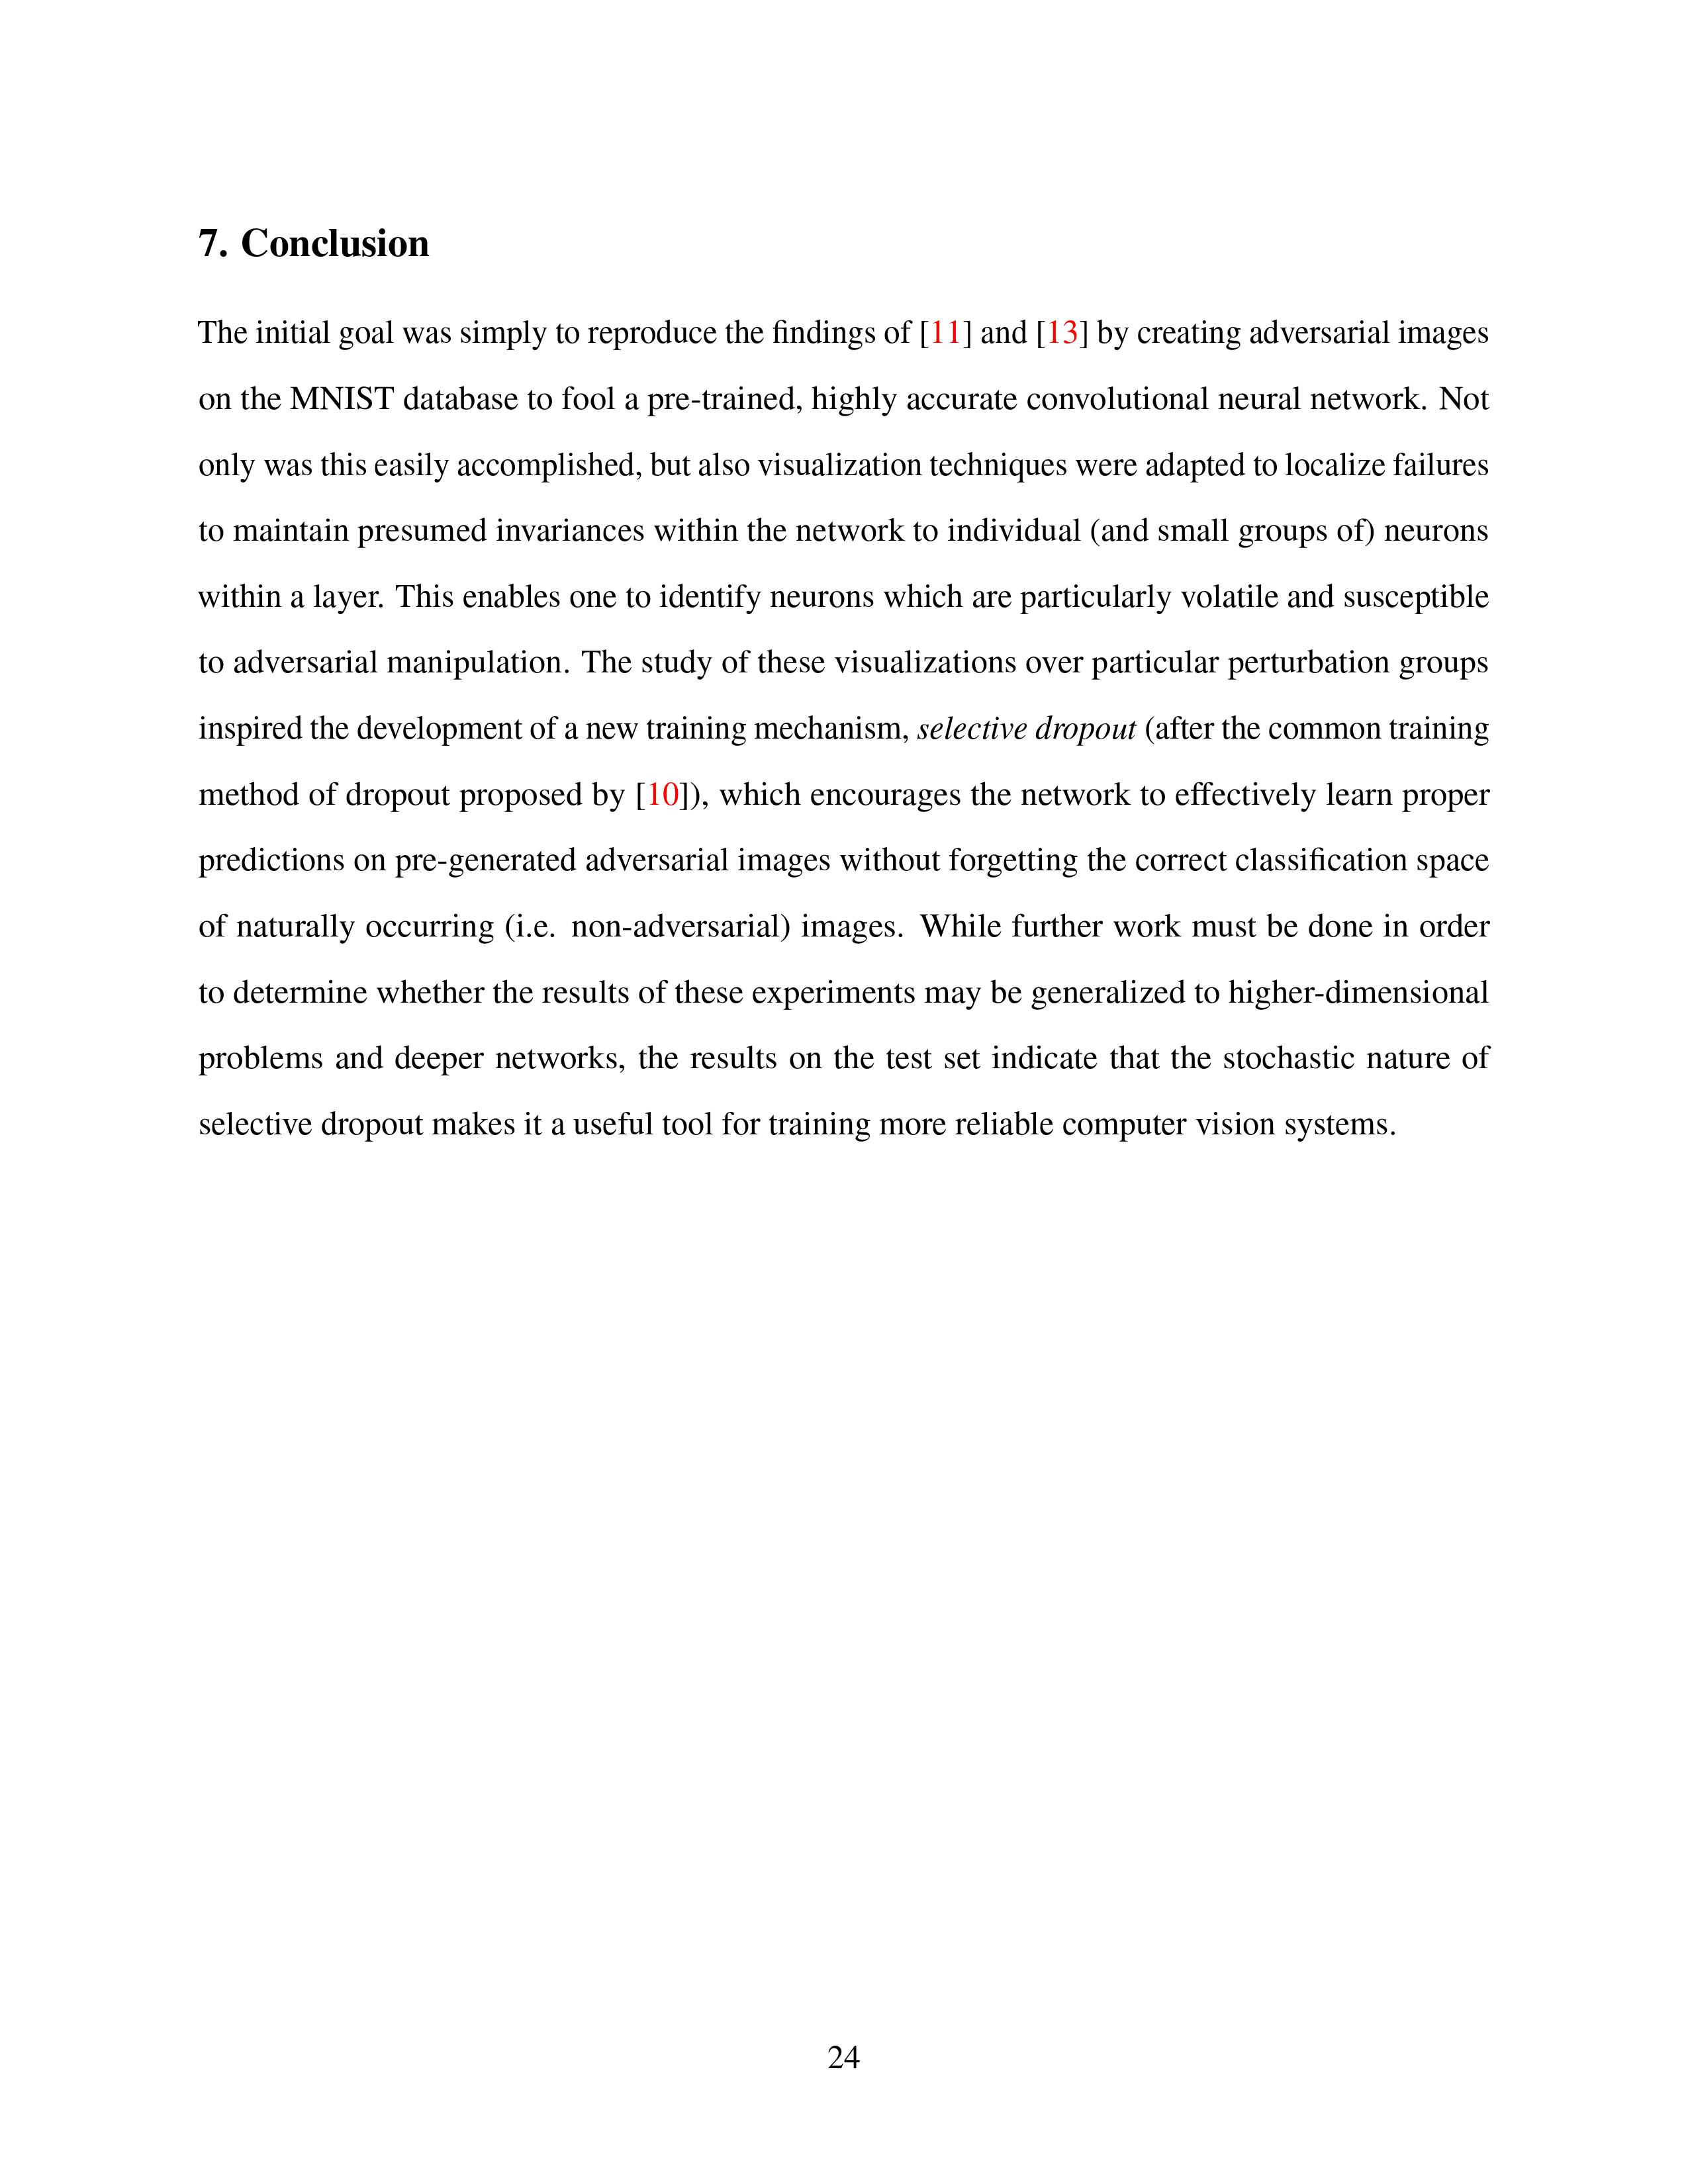 7. Conclusion
The initial goal was simply to reproduce the findings of [11] and [13] by creating adversarial images
on the MNIST database to fool a pre-trained, highly accurate convolutional neural network. Not
only was this easily accomplished, but also visualization techniques were adapted to localize failures
to maintain presumed invariances within the network to individual (and small groups of) neurons
within a layer. This enables one to identify neurons which are particularly volatile and susceptible
to adversarial manipulation. The study of these visualizations over particular perturbation groups
inspired the development of a new training mechanism, selective dropout (after the common training
method of dropout proposed by [10]), which encourages the network to effectively learn proper
predictions on pre-generated adversarial images without forgetting the correct classification space
of naturally occurring (i.e. non-adversarial) images. While further work must be done in order
to determine whether the results of these experiments may be generalized to higher-dimensional
problems and deeper networks, the results on the test set indicate that the stochastic nature of
selective dropout makes it a useful tool for training more reliable computer vision systems.
24